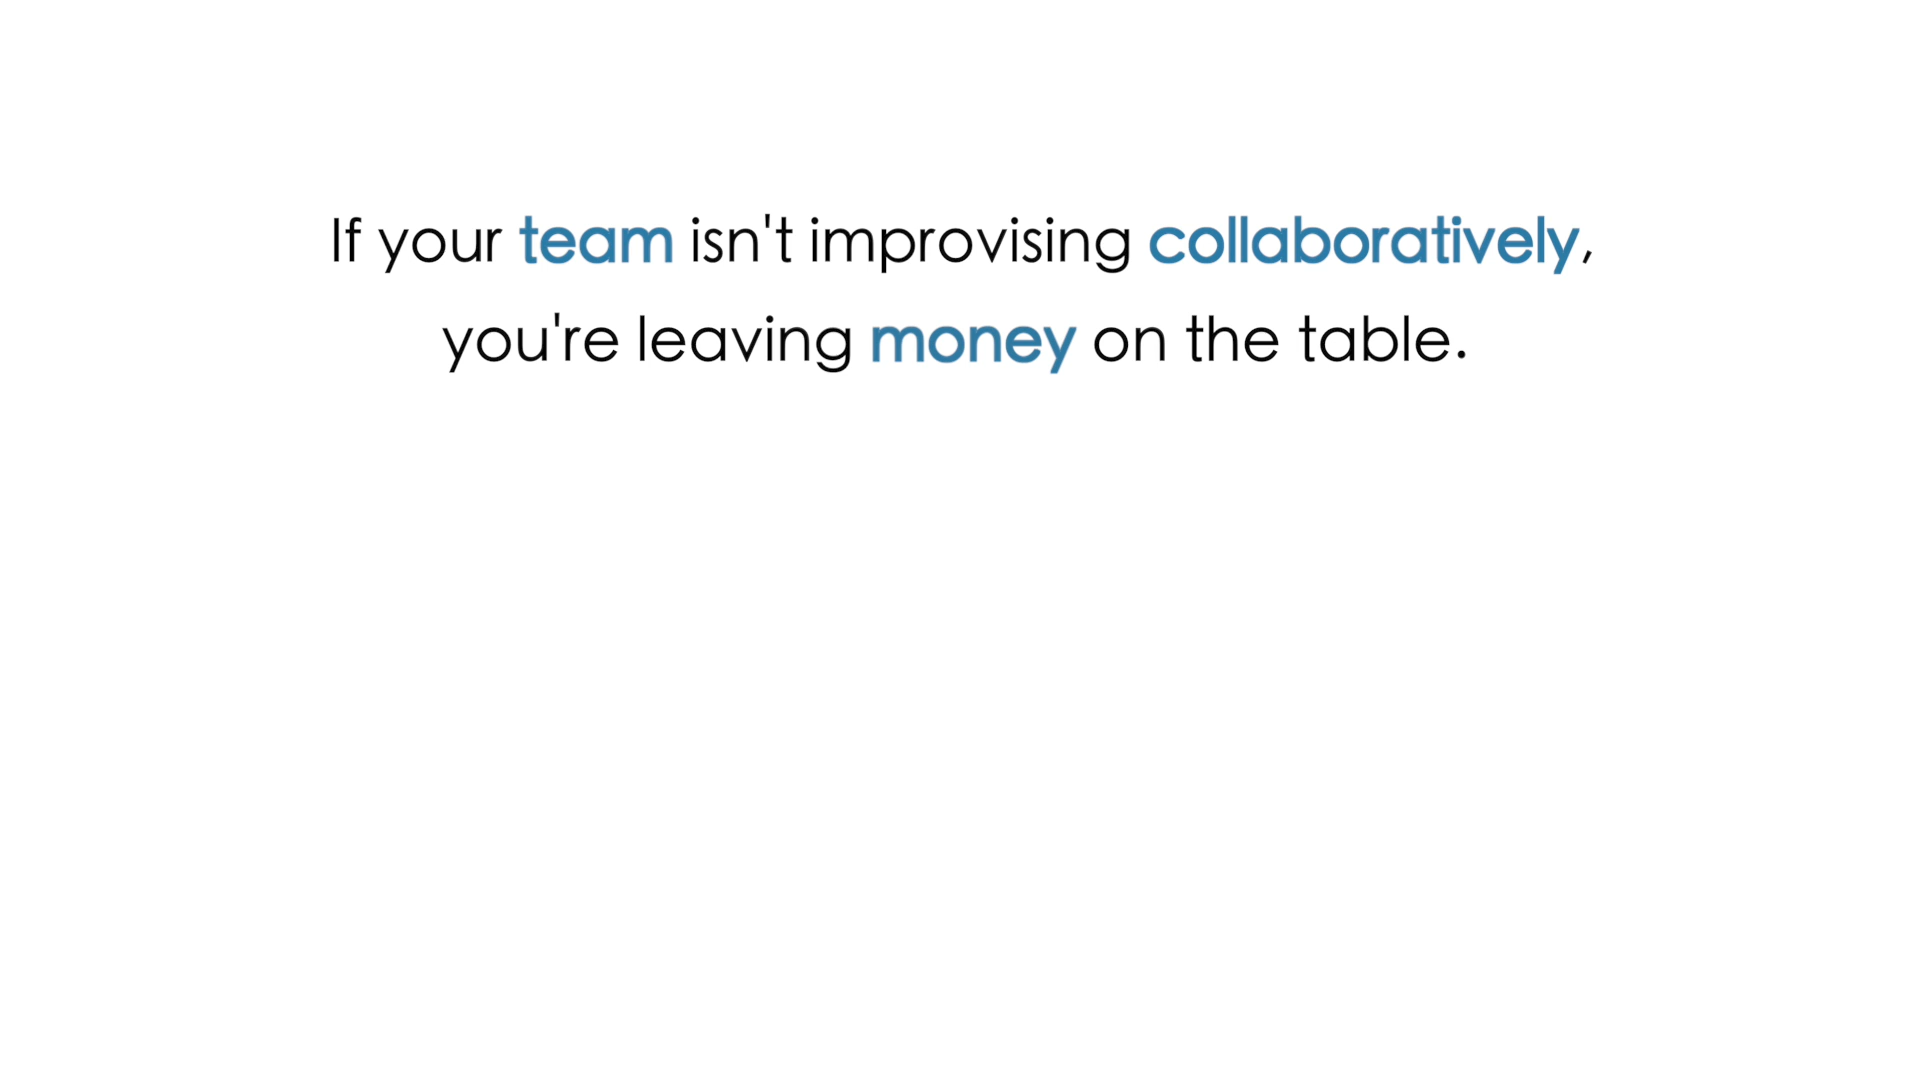 If your team isn't improvising collaboratively,
you're leaving money on the table.